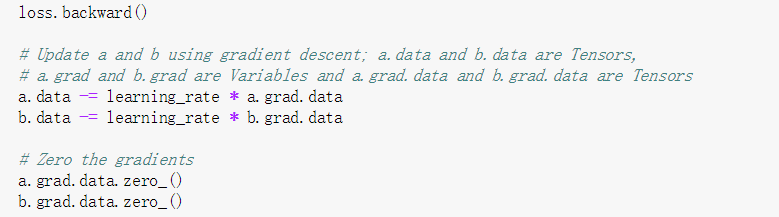 loss.backward()
# Update a and b using gradient descent; a.data and b.data are Tensors,
# a.grad and b.grad are Variables and a.grad.data and b.grad.data are Tensors
a.data -= learning_rate * a.grad.data
b.data -= learning_rate * b.grad.data
# Zero the gradients
a.grad.data.zero_()
b.grad.data.zero_()